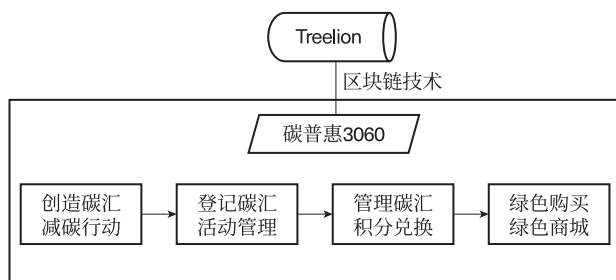 Treelion
区块链技术
碳普惠3060
创造碳汇
减碳行动
登记碳汇
活动管理
管理碳汇
积分兑换
绿色购买
绿色商城